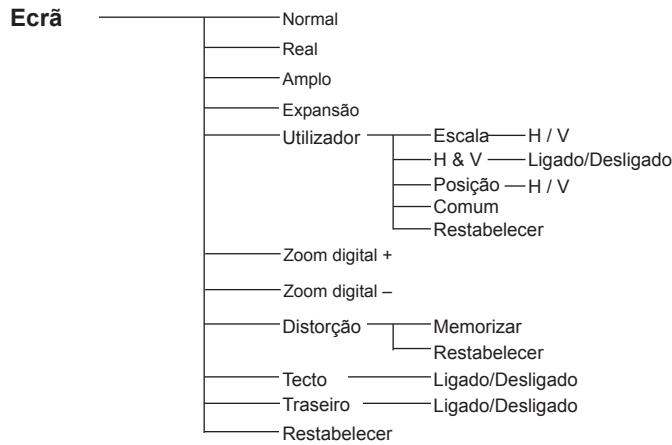 Ecrã Normal
Real
Amplo
Expansão
Utilizador Escala H / V
H & V Ligado/Desligado
Posição H / V
Comum
Restabelecer
Zoom digital +
Zoom digital –
Distorção Memorizar
Restabelecer
Tecto Ligado/Desligado
Traseiro Ligado/Desligado
Restabelecer